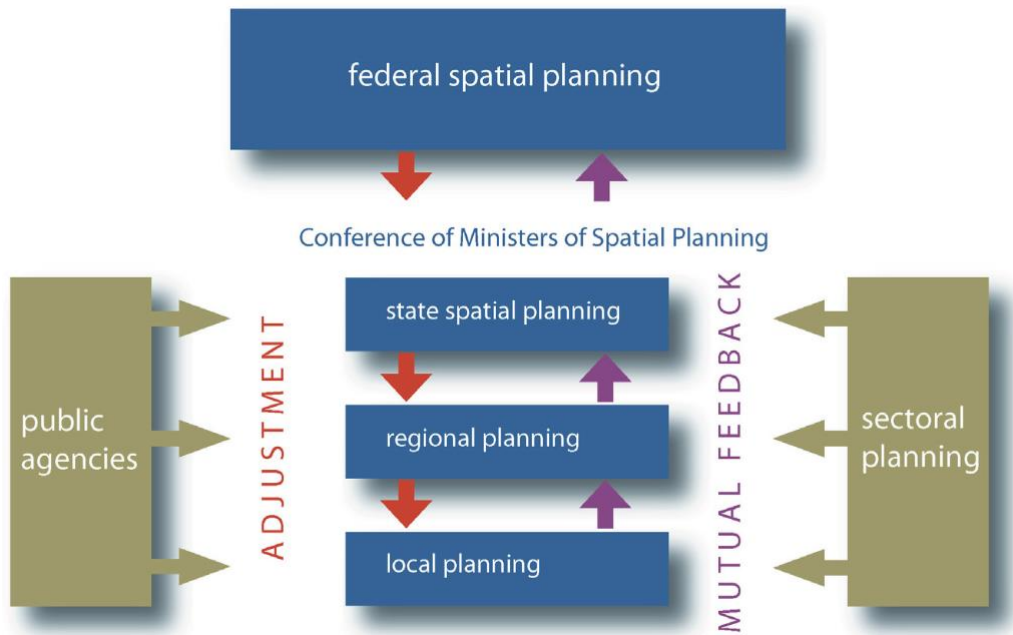 federal spatial planning
Conference of Ministers of Spatial Planning
public
agencies
ADJUSTMENT
state spatial planning
regional planning
local planning
MUTUAL FEEDBACK
sectoral
planning